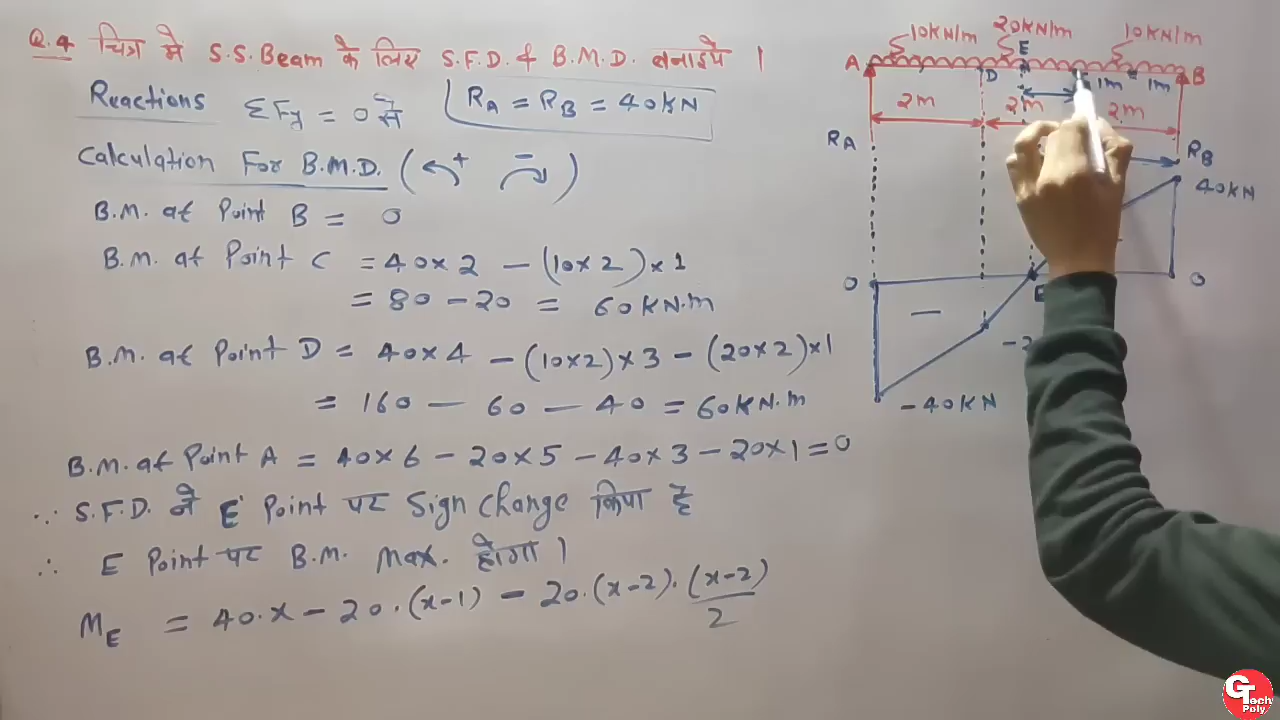 Q.4 चित्र मे S.S.Beam के लिए S.F.D. & B.M.D. बनाइये ।
Reactions ΣFy = 0 से RA = RB = 40KN
Calculation For B.M.D. ( + − )
B.M. at Point B = 0
B.M. at Point C = 40×2 − (10×2)×1
= 80 − 20 = 60KN.m
B.M. at Point D = 40×4 − (10×2)×3 − (20×2)×1
= 160 − 60 − 40 = 60KN.m
B.M. at Point A = 40×6 − 20×5 − 40×3 − 20×1 = 0
∵ S.F.D. ने E Point पर Sign Change किया है
∴ E Point पर B.M. Max. होगा ।
ME = 40.x − 20.(x−1) − 20.(x−2).(x−2)/2
10KN/m 20KN/m 10KN/m
A D E B
1m 1m
2m 2m 2m
RA RB
40KN
0 0
−
E
−40KN
GTech Poly